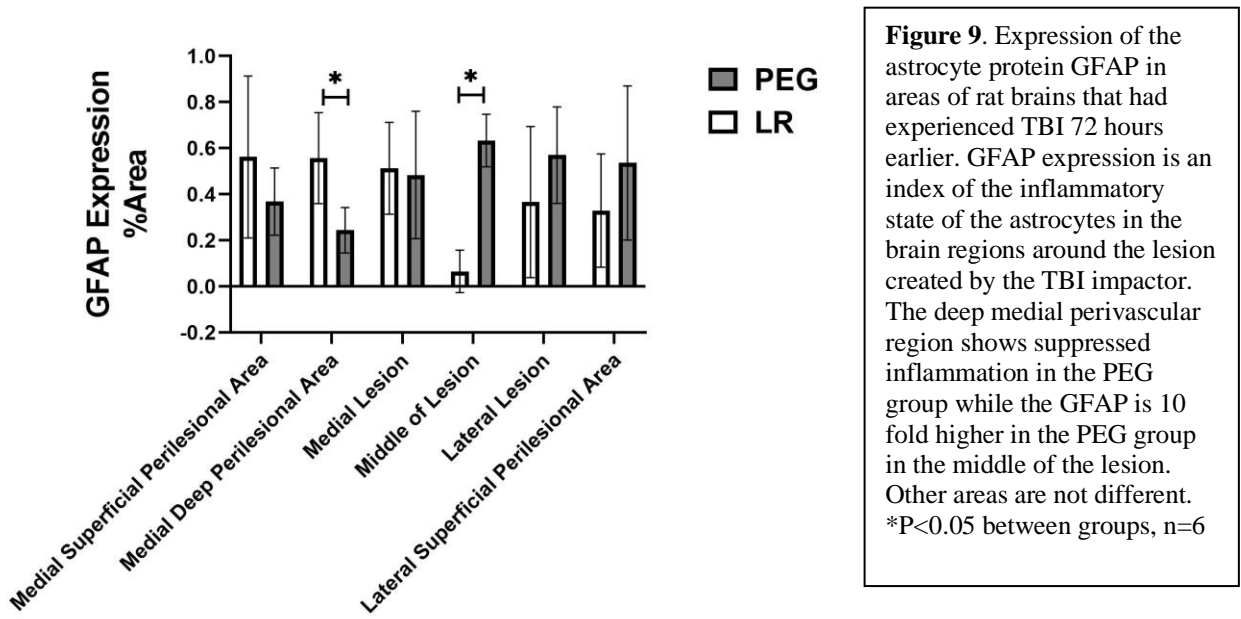 1.0
0.8
0.6
0.4
0.2
0.0
-0.2
GFAP Expression
%Area
*
*
PEG
LR
Medial Superficial Perilesional Area
Medial Deep Perilesional Area
Medial Lesion
Middle of Lesion
Lateral Lesion
Lateral Superficial Perilesional Area
Figure 9. Expression of the
astrocyte protein GFAP in
areas of rat brains that had
experienced TBI 72 hours
earlier. GFAP expression is an
index of the inflammatory
state of the astrocytes in the
brain regions around the lesion
created by the TBI impactor.
The deep medial perivascular
region shows suppressed
inflammation in the PEG
group while the GFAP is 10
fold higher in the PEG group
in the middle of the lesion.
Other areas are not different.
*P<0.05 between groups, n=6